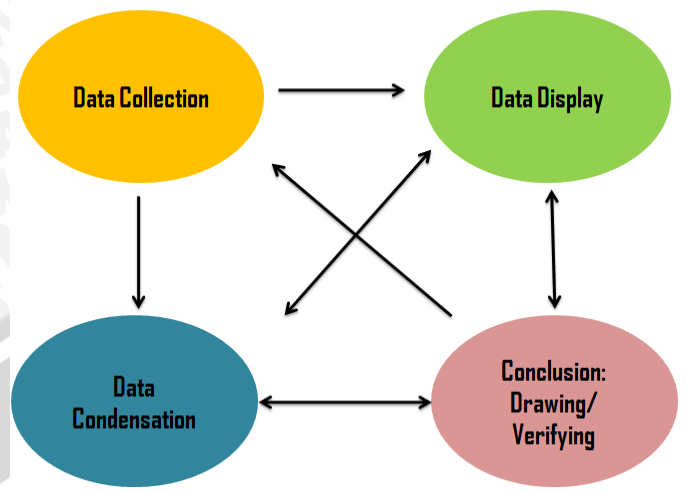 Data Collection
Data Display
Data
Condensation
Conclusion:
Drawing/
Verifying